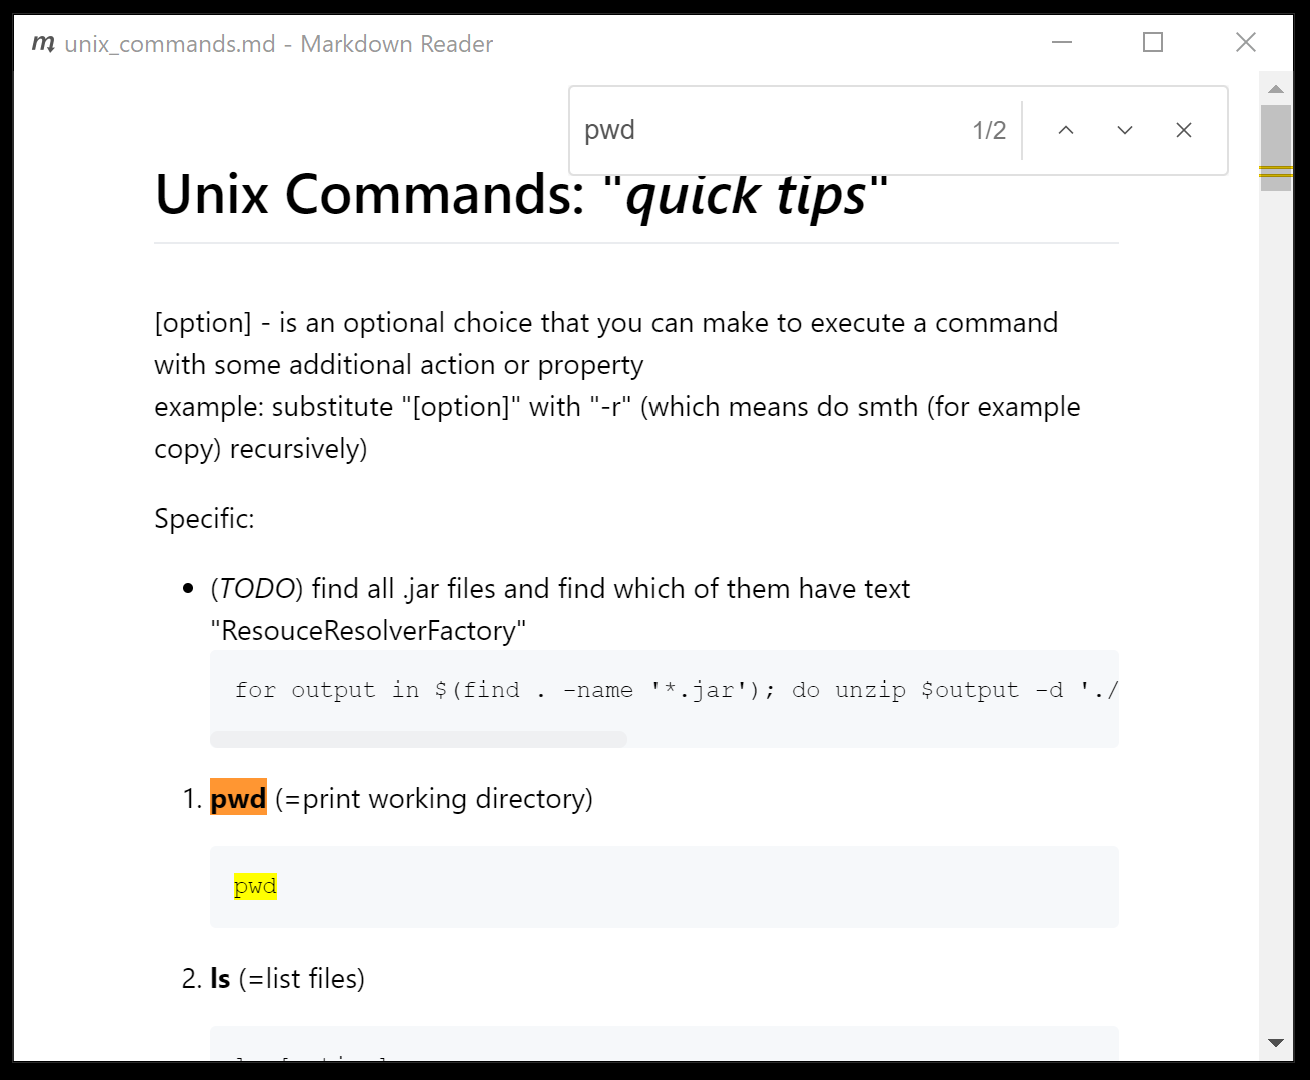 unix_commands.md - Markdown Reader
pwd 1/2
Unix Commands: "quick tips"
[option] - is an optional choice that you can make to execute a command
with some additional action or property
example: substitute "[option]" with "-r" (which means do smth (for example
copy) recursively)
Specific:
(TODO) find all .jar files and find which of them have text
"ResouceResolverFactory"
for output in $(find . -name '*.jar'); do unzip $output -d './
1. pwd (=print working directory)
pwd
2. ls (=list files)